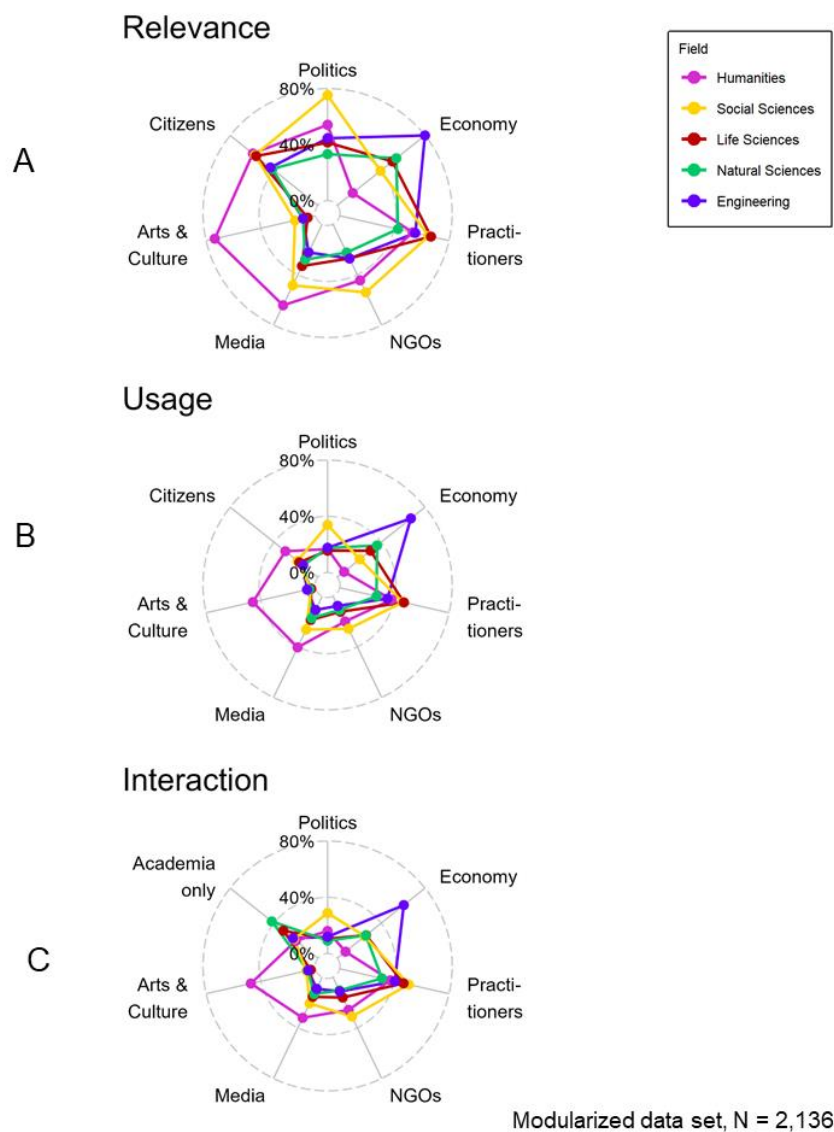 Relevance
A
Politics
80%
40%
0%
Citizens
Economy
Arts &
Culture
Practi-
tioners
Media
NGOs
Field
Humanities
Social Sciences
Life Sciences
Natural Sciences
Engineering
Usage
B
Politics
80%
40%
0%
Citizens
Economy
Arts &
Culture
Practi-
tioners
Media
NGOs
Interaction
C
Politics
80%
40%
0%
Academia
only
Economy
Arts &
Culture
Practi-
tioners
Media
NGOs
Modularized data set, N = 2,136